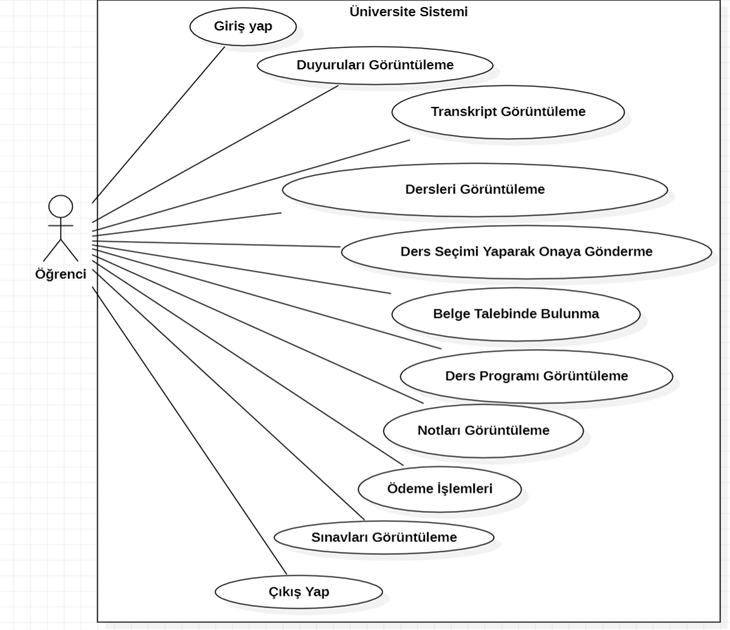 Üniversite Sistemi
Giriş yap
Duyuruları Görüntüleme
Transkript Görüntüleme
Dersleri Görüntüleme
Ders Seçimi Yaparak Onaya Gönderme
Öğrenci
Belge Talebinde Bulunma
Ders Programı Görüntüleme
Notları Görüntüleme
Ödeme İşlemleri
Sınavları Görüntüleme
Çıkış Yap